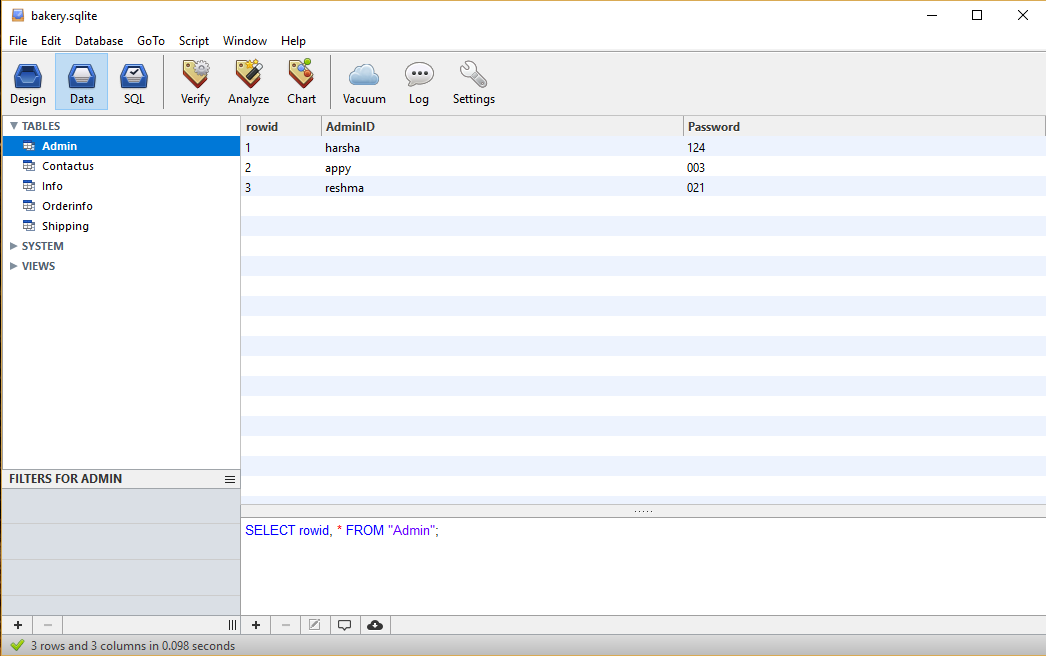 bakery.sqlite
File Edit Database GoTo Script Window Help
Design Data SQL Verify Analyze Chart Vacuum Log Settings
TABLES
Admin
Contactus
Info
Orderinfo
Shipping
SYSTEM
VIEWS
rowid AdminID Password
1 harsha 124
2 appy 003
3 reshma 021
FILTERS FOR ADMIN
SELECT rowid, * FROM "Admin";
3 rows and 3 columns in 0.098 seconds